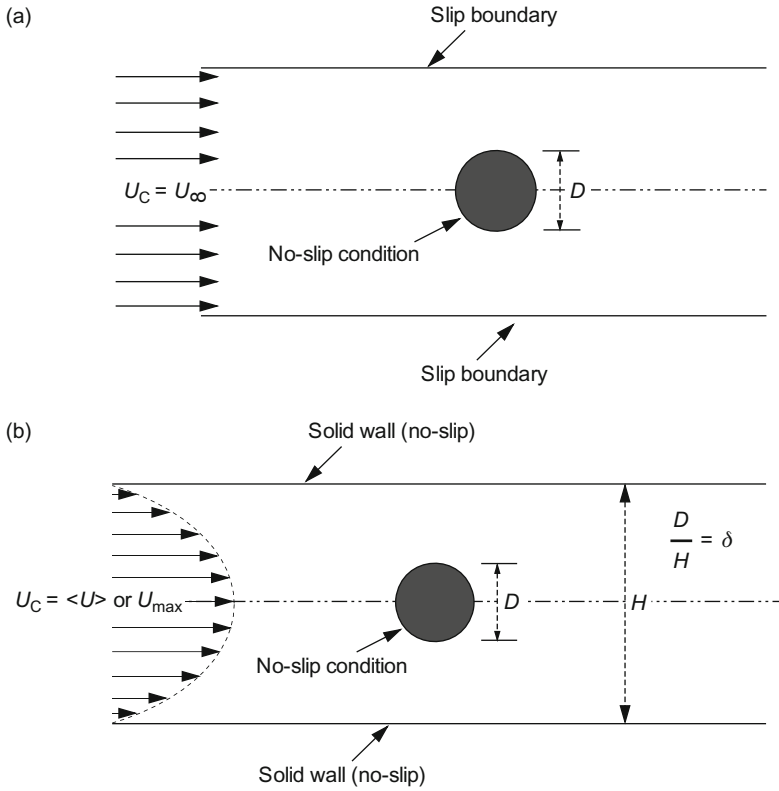 (a)
Slip boundary
U_C = U_∞
D
No-slip condition
Slip boundary
(b)
Solid wall (no-slip)
D/H = δ
U_C = <U> or U_max
D
H
No-slip condition
Solid wall (no-slip)